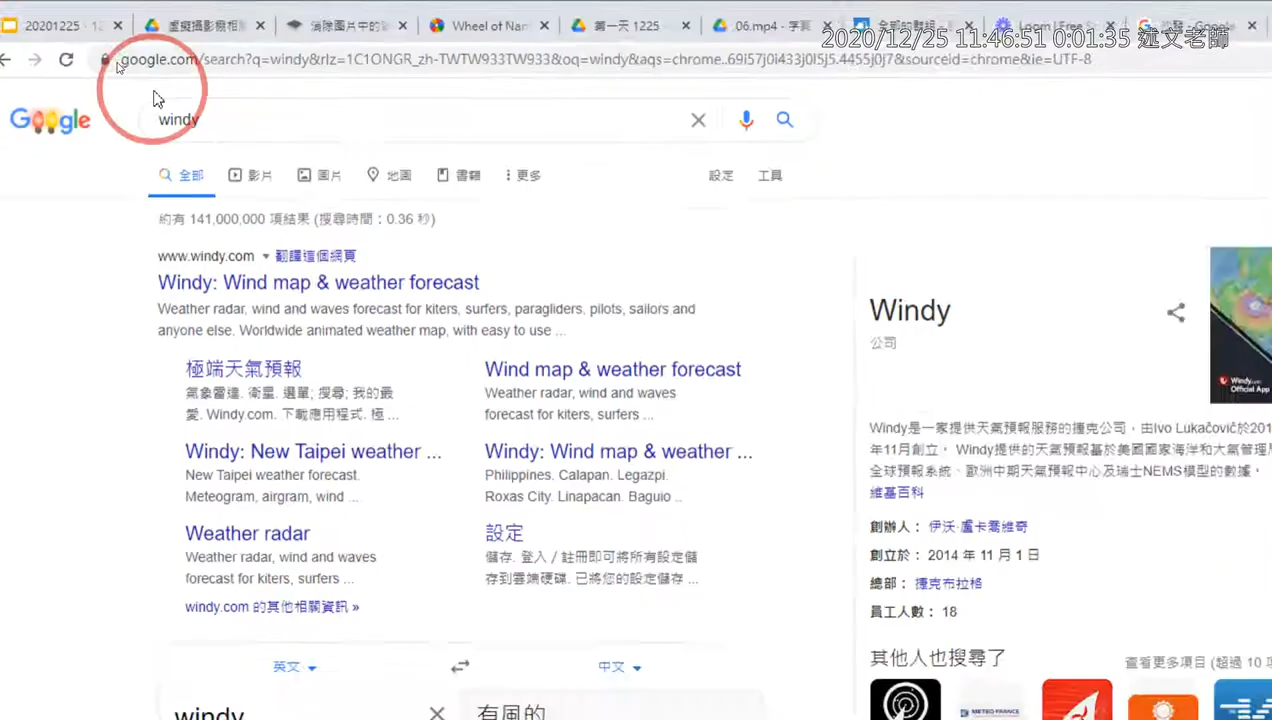 20201225
虛擬攝影棚相
消除圖片中的
Wheel of Nam
第一天 1225
06.mp4 - 字幕
全部的群組
Loom | Free S
Google
2020/12/25 11:46:51 0:01:35 遊文老師
google.com/search?q=windy&rlz=1C1ONGR_zh-TWTW933TW933&oq=windy&aqs=chrome..69i57j0i433j0l5j5.4455j0j7&sourceid=chrome&ie=UTF-8
Google
windy
全部 影片 圖片 地圖 書籍 更多 設定 工具
約有 141,000,000 項結果 (搜尋時間：0.36 秒)
www.windy.com 翻譯這個網頁
Windy: Wind map & weather forecast
Weather radar, wind and waves forecast for kiters, surfers, paragliders, pilots, sailors and
anyone else. Worldwide animated weather map, with easy to use ...
極端天氣預報
氣象雷達. 衛星. 選單; 搜尋; 我的最
愛. Windy.com. 下載應用程式. 極 ...
Wind map & weather forecast
Weather radar, wind and waves
forecast for kiters, surfers ...
Windy: New Taipei weather ...
New Taipei weather forecast.
Meteogram, airgram, wind ...
Windy: Wind map & weather ...
Philippines. Calapan. Legazpi.
Roxas City. Linapacan. Baguio ..
Weather radar
Weather radar, wind and waves
forecast for kiters, surfers ...
設定
儲存. 登入 / 註冊即可將所有設定儲
存到雲端硬碟. 已將您的設定儲存 ...
windy.com 的其他相關資訊 »
英文 中文
windy
有風的
Windy
公司
Windy.com
Official App
Windy是一家提供天氣預報服務的捷克公司，由Ivo Lukačovič於201
年11月創立。 Windy提供的天氣預報基於美國國家海洋和大氣管理
全球預報系統、歐洲中期天氣預報中心及瑞士NEMS模型的數據。
維基百科
創辦人： 伊沃·盧卡喬維奇
創立於： 2014 年 11 月 1 日
總部： 捷克布拉格
員工人數： 18
其他人也搜尋了
查看更多項目 (超過 10 項
METEO FRANCE